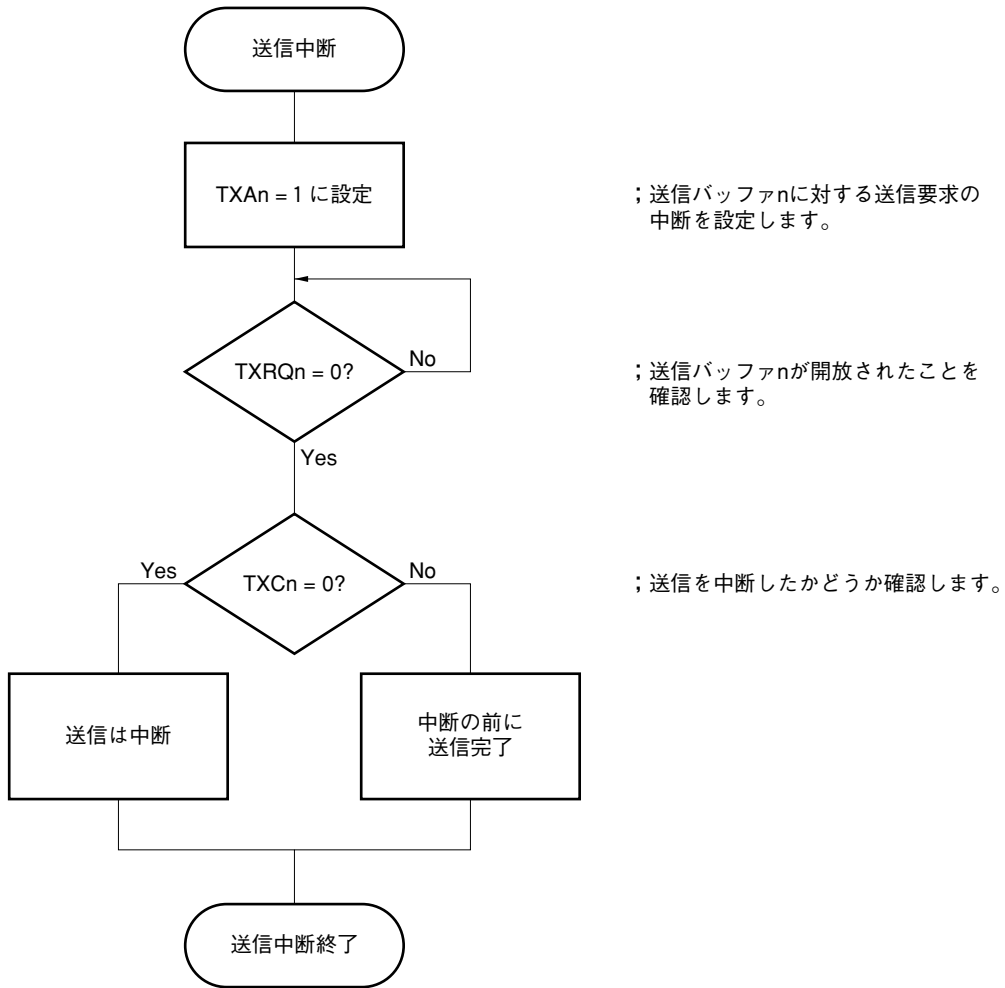 送信中断
TXAn = 1 に設定
；送信バッファnに対する送信要求の
中断を設定します。
TXRQn = 0?
No
；送信バッファnが開放されたことを
確認します。
Yes
Yes
TXCn = 0?
No
；送信を中断したかどうか確認します。
送信は中断
中断の前に
送信完了
送信中断終了